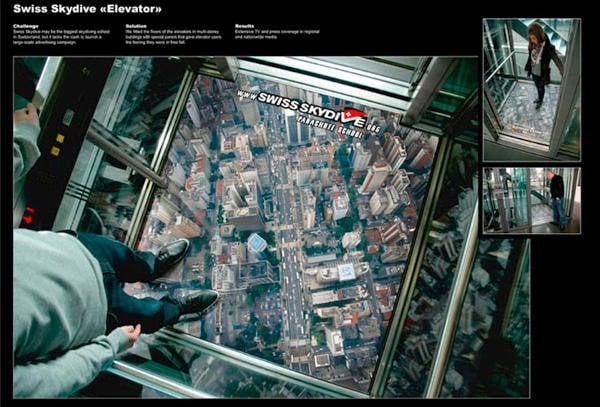 Swiss Skydive «Elevator»
Challenge
Swiss Skydive may be the biggest skydiving school
in Switzerland, but it lacks the cash to launch a
large-scale advertising campaign.
Solution
We fitted the floors of the elevators in multi-storey
buildings with special panels that gave elevator users
the feeling they were in free fall.
Results
Extensive TV and press coverage in regional
and nationwide media.
WWW.SWISSSKYDIVE.ORG
PARACHUTE SCHOOL